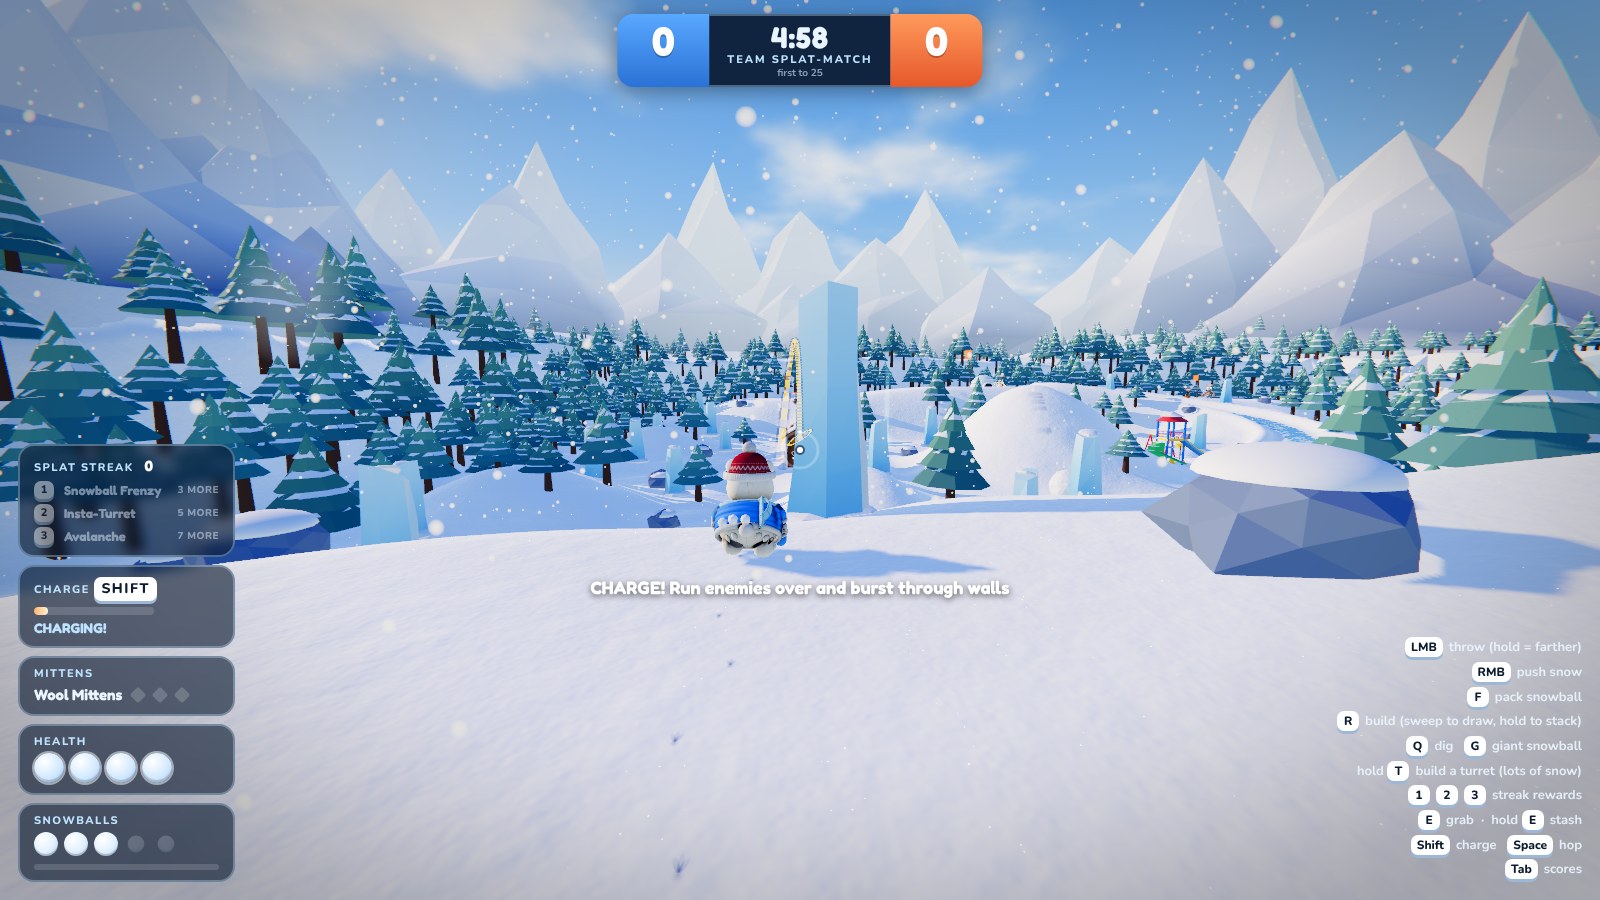 0
4:58
TEAM SPLAT-MATCH
first to 25
0
SPLAT STREAK 0
1 Snowball Frenzy 3 MORE
2 Insta-Turret 5 MORE
3 Avalanche 7 MORE
CHARGE SHIFT
CHARGING!
MITTENS
Wool Mittens
HEALTH
SNOWBALLS
CHARGE! Run enemies over and burst through walls
LMB throw (hold = farther)
RMB push snow
F pack snowball
R build (sweep to draw, hold to stack)
Q dig G giant snowball
hold T build a turret (lots of snow)
1 2 3 streak rewards
E grab · hold E stash
Shift charge Space hop
Tab scores